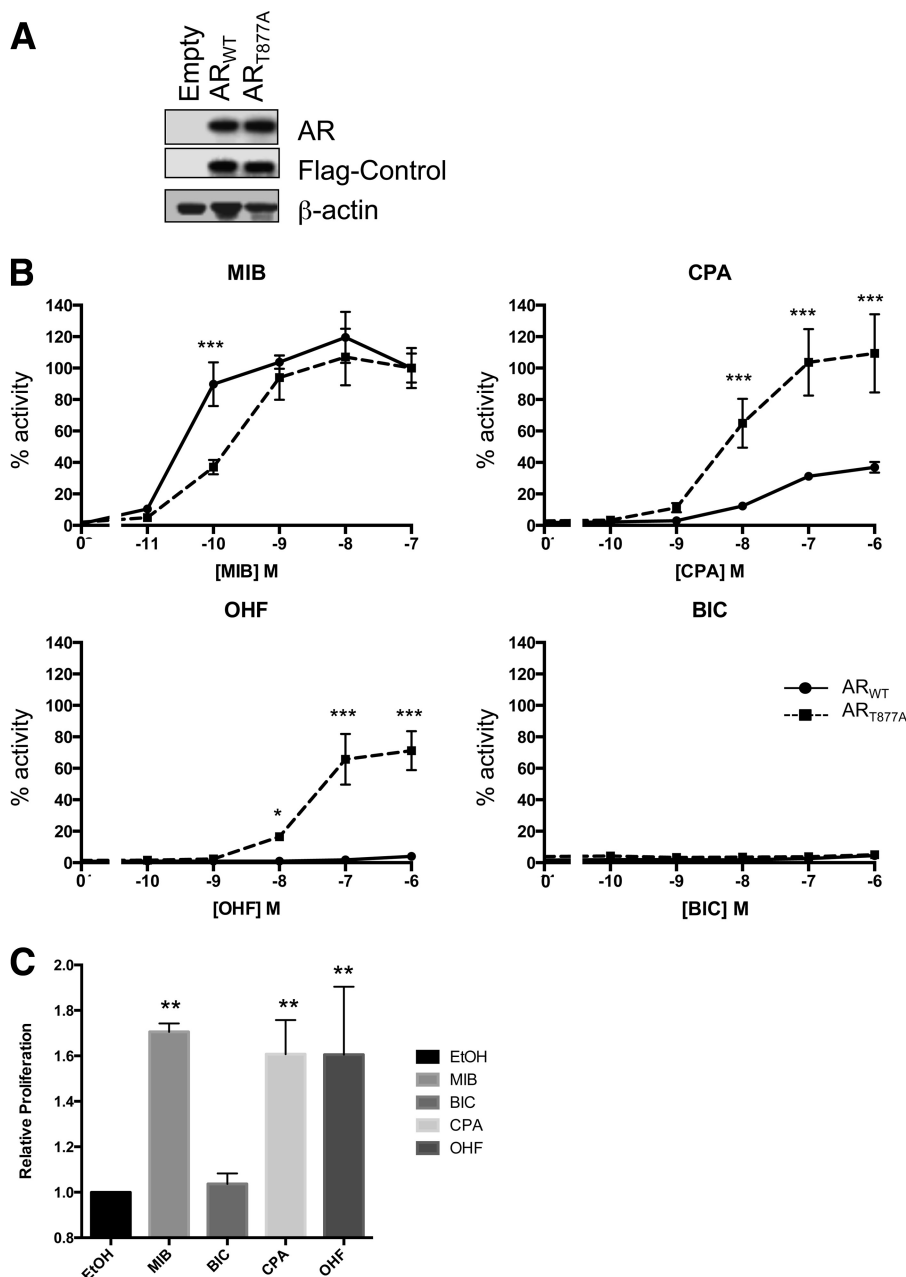 A
Empty
ARWT
ART877A
AR
Flag-Control
β-actin
B
MIB
% activity
140
120
100
80
60
40
20
0
***
0 -11 -10 -9 -8 -7
[MIB] M
CPA
% activity
140
120
100
80
60
40
20
0
*** *** ***
0 -10 -9 -8 -7 -6
[CPA] M
OHF
% activity
140
120
100
80
60
40
20
0
* *** ***
0 -10 -9 -8 -7 -6
[OHF] M
BIC
% activity
140
120
100
80
60
40
20
0
ARWT
ART877A
0 -10 -9 -8 -7 -6
[BIC] M
C
Relative Proliferation
2.0
1.8
1.6
1.4
1.2
1.0
0.8
** ** **
EtOH MIB BIC CPA OHF
EtOH
MIB
BIC
CPA
OHF